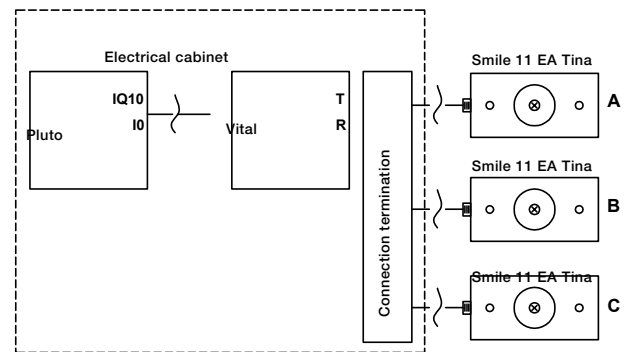 Electrical cabinet
Smile 11 EA Tina
IQ10
T
A
I0
R
Pluto
Vital
Smile 11 EA Tina
B
Connection termination
Smile 11 EA Tina
C